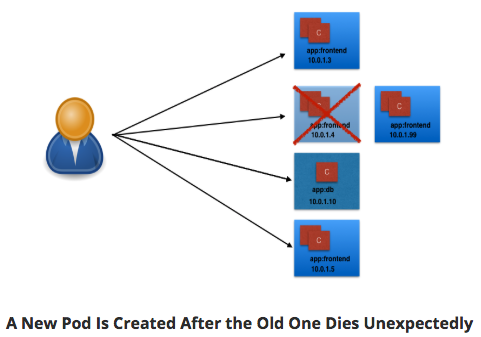 C
app:frontend
10.0.1.3
C
app:frontend
10.0.1.4
C
app:frontend
10.0.1.99
C
app:db
10.0.1.10
C
app:frontend
10.0.1.5
A New Pod Is Created After the Old One Dies Unexpectedly